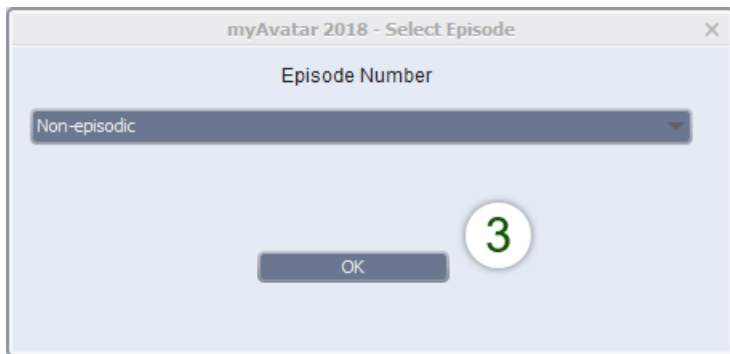 myAvatar 2018 - Select Episode
Episode Number
Non-episodic
3
OK